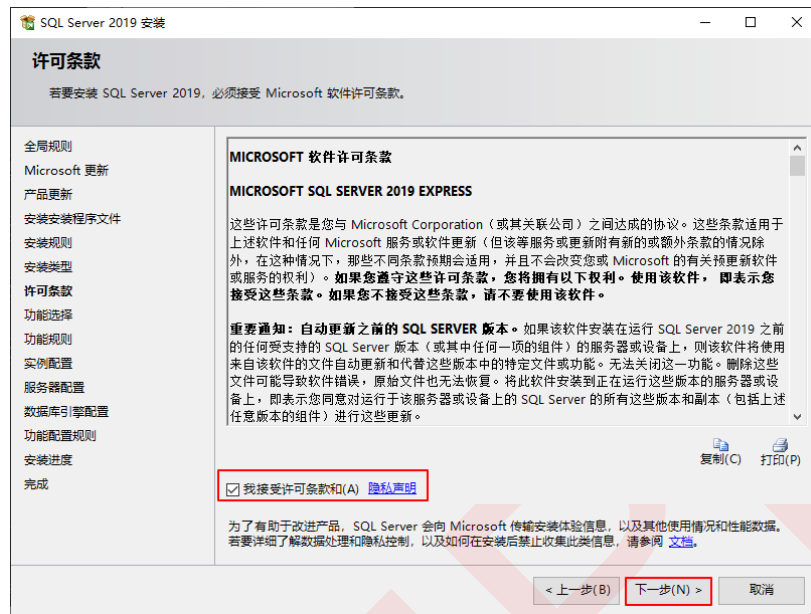 SQL Server 2019 安装
许可条款
若要安装 SQL Server 2019，必须接受 Microsoft 软件许可条款。
全局规则
Microsoft 更新
产品更新
安装安装程序文件
安装规则
安装类型
许可条款
功能选择
功能规则
实例配置
服务器配置
数据库引擎配置
功能配置规则
安装进度
完成
MICROSOFT 软件许可条款
MICROSOFT SQL SERVER 2019 EXPRESS
这些许可条款是您与 Microsoft Corporation（或其关联公司）之间达成的协议。这些条款适用于
上述软件和任何 Microsoft 服务或软件更新（但该等服务或更新附有新的或额外条款的情况除
外，在这种情况下，那些不同条款预期会适用，并且不会改变您或 Microsoft 的有关预更新软件
或服务的权利）。如果您遵守这些许可条款，您将拥有以下权利。使用该软件， 即表示您
接受这些条款。如果您不接受这些条款，请不要使用该软件。
重要通知：自动更新之前的 SQL SERVER 版本。如果该软件安装在运行 SQL Server 2019 之前
的任何受支持的 SQL Server 版本（或其中任何一项的组件）的服务器或设备上，则该软件将使用
来自该软件的文件自动更新和代替这些版本中的特定文件或功能。无法关闭这一功能。删除这些
文件可能导致软件错误，原始文件也无法恢复。将此软件安装到正在运行这些版本的服务器或设
备上，即表示您同意对运行于该服务器或设备上的 SQL Server 的所有这些版本和副本（包括上述
任意版本的组件）进行这些更新。
复制(C) 打印(P)
我接受许可条款和(A) 隐私声明
为了有助于改进产品，SQL Server 会向 Microsoft 传输安装体验信息，以及其他使用情况和性能数据。
若要详细了解数据处理和隐私控制，以及如何在安装后禁止收集此类信息，请参阅 文档。
< 上一步(B) 下一步(N) > 取消